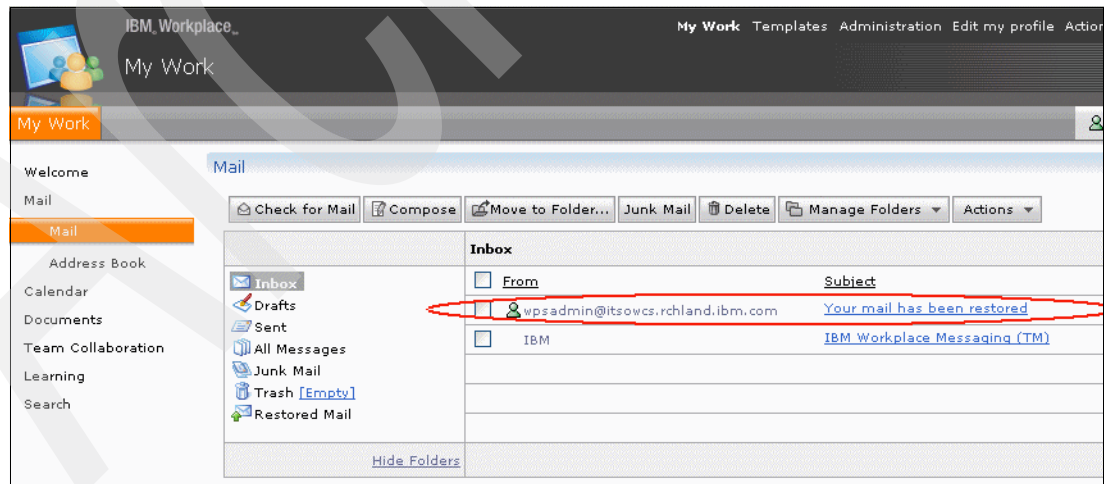 IBM Workplace™
My Work Templates Administration Edit my profile Action
My Work
My Work
Welcome
Mail
Mail
Address Book
Calendar
Documents
Team Collaboration
Learning
Search
Mail
Check for Mail Compose Move to Folder... Junk Mail Delete Manage Folders Actions
Inbox
Drafts
Sent
All Messages
Junk Mail
Trash [Empty]
Restored Mail
Hide Folders
Inbox
From Subject
wpsadmin@itsowcs.rchland.ibm.com Your mail has been restored
IBM IBM Workplace Messaging (TM)